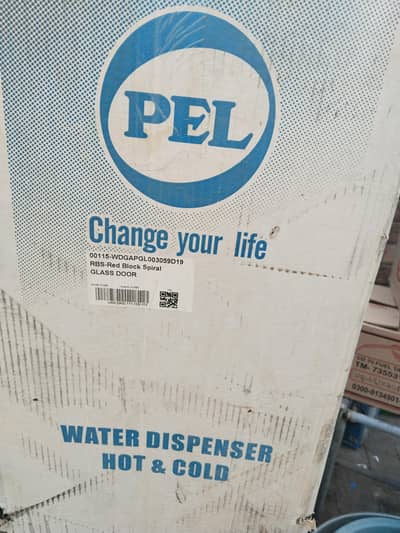 PEL
Change your life
00115-WDGAPGL003059D19
RBS-Red Block Spiral
GLASS DOOR
WATER DISPENSER
HOT & COLD